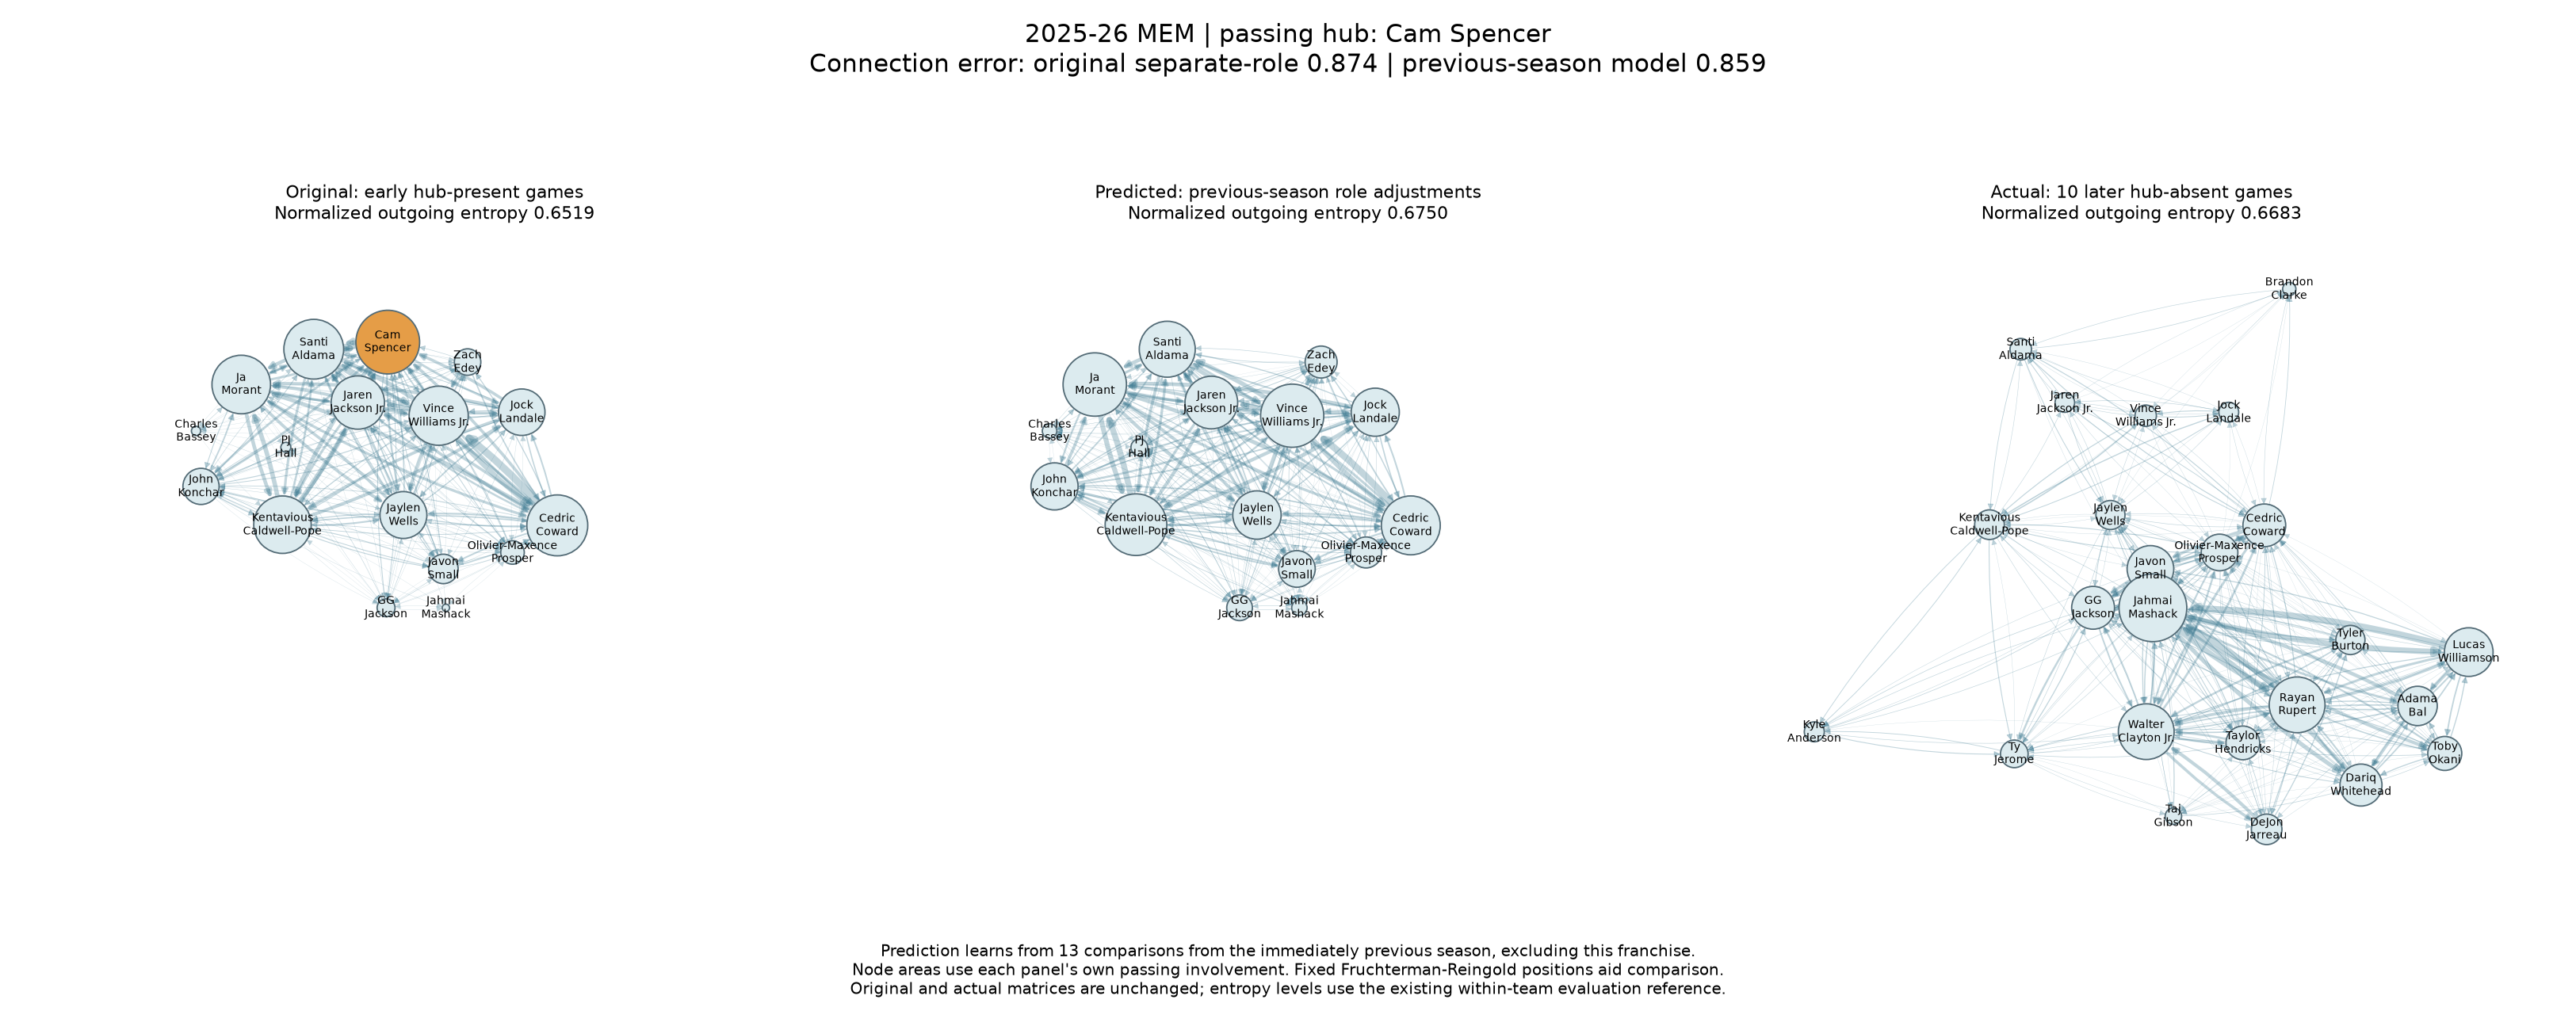 2025-26 MEM | passing hub: Cam Spencer
Connection error: original separate-role 0.874 | previous-season model 0.859
Original: early hub-present games
Normalized outgoing entropy 0.6519
Cam
Spencer
Santi
Aldama
Zach
Edey
Ja
Morant
Jaren
Jackson Jr.
Vince
Williams Jr.
Jock
Landale
Charles
Bassey
PJ
Hall
John
Konchar
Kentavious
Caldwell-Pope
Jaylen
Wells
Cedric
Coward
Olivier-Maxence
Prosper
Javon
Small
GG
Jackson
Jahmai
Mashack
Predicted: previous-season role adjustments
Normalized outgoing entropy 0.6750
Santi
Aldama
Zach
Edey
Ja
Morant
Jaren
Jackson Jr.
Vince
Williams Jr.
Jock
Landale
Charles
Bassey
PJ
Hall
John
Konchar
Kentavious
Caldwell-Pope
Jaylen
Wells
Cedric
Coward
Olivier-Maxence
Prosper
Javon
Small
GG
Jackson
Jahmai
Mashack
Actual: 10 later hub-absent games
Normalized outgoing entropy 0.6683
Brandon
Clarke
Santi
Aldama
Jaren
Jackson Jr.
Vince
Williams Jr.
Jock
Landale
Kentavious
Caldwell-Pope
Jaylen
Wells
Cedric
Coward
Olivier-Maxence
Prosper
Javon
Small
GG
Jackson
Jahmai
Mashack
Tyler
Burton
Lucas
Williamson
Rayan
Rupert
Adama
Bal
Kyle
Anderson
Walter
Clayton Jr.
Taylor
Hendricks
Ty
Jerome
Toby
Okani
Dariq
Whitehead
Taj
Gibson
DeJon
Jarreau
Prediction learns from 13 comparisons from the immediately previous season, excluding this franchise.
Node areas use each panel's own passing involvement. Fixed Fruchterman-Reingold positions aid comparison.
Original and actual matrices are unchanged; entropy levels use the existing within-team evaluation reference.